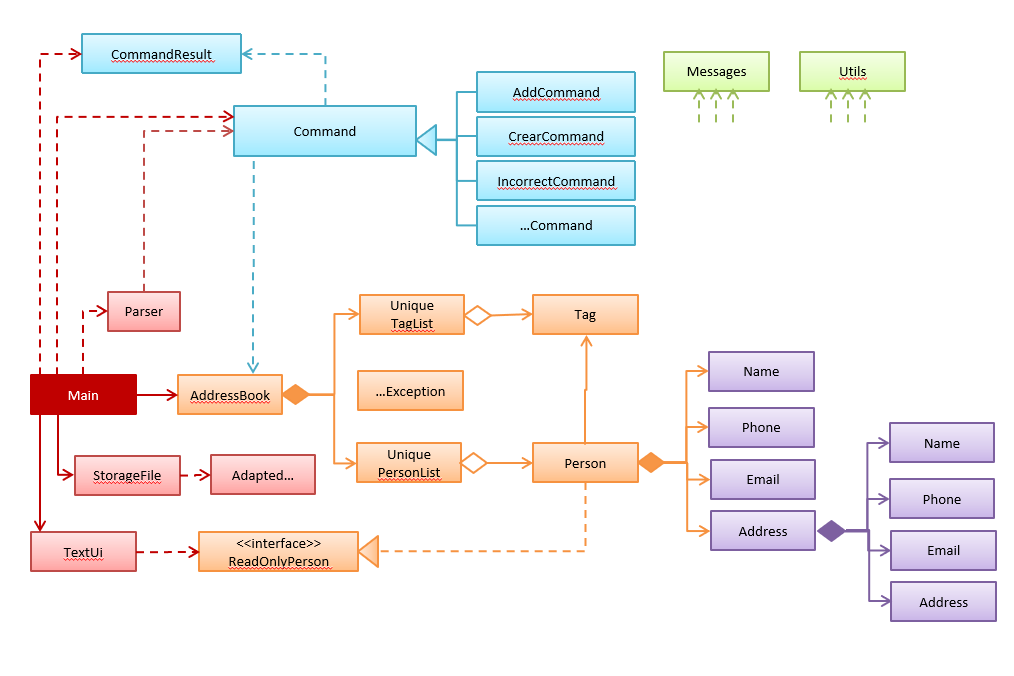 CommandResult
Messages
Utils
AddCommand
Command
CrearCommand
IncorrectCommand
...Command
Parser
Unique
TagList
Tag
Main
AddressBook
...Exception
Name
Phone
Unique
PersonList
Person
Name
StorageFile
Adapted...
Email
Phone
Address
TextUi
<<interface>>
ReadOnlyPerson
Email
Address